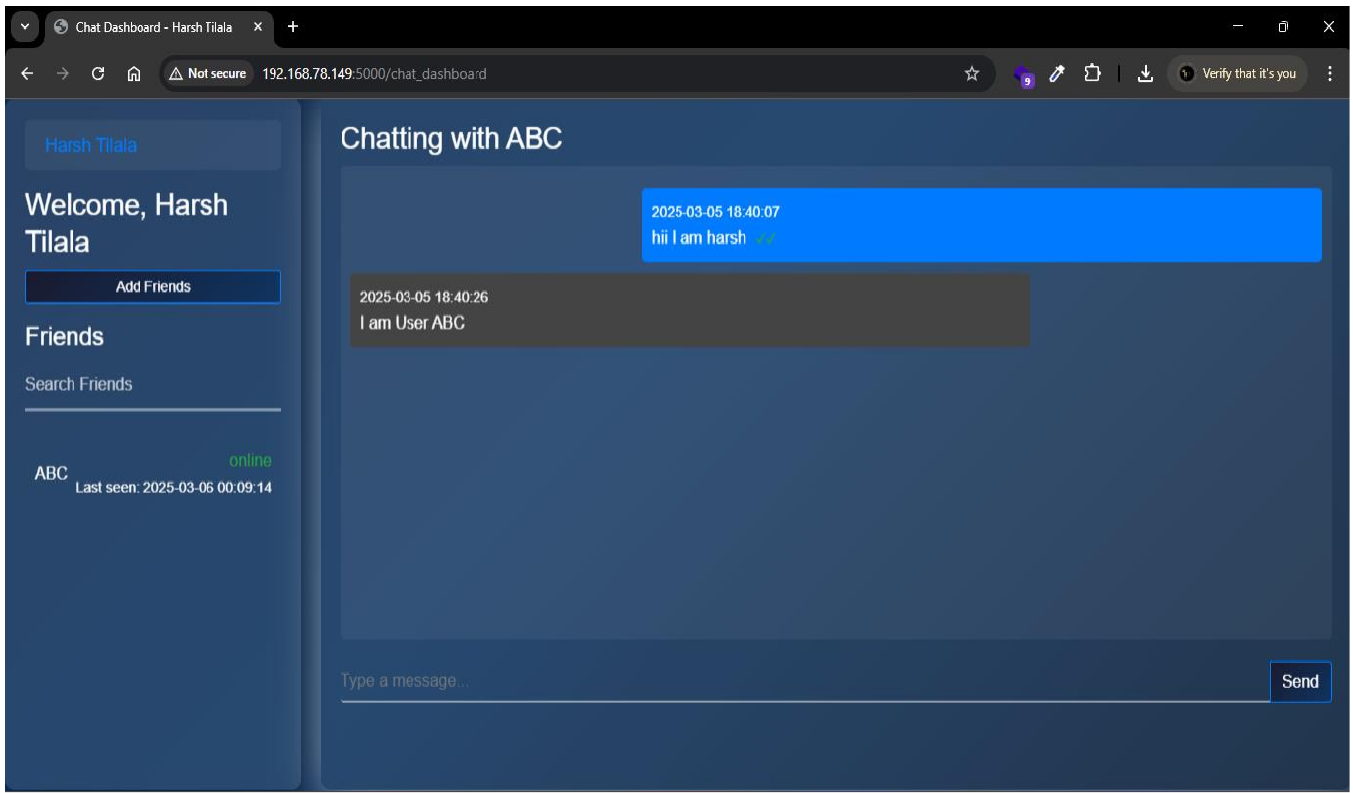 Chat Dashboard - Harsh Tilala
Not secure
192.168.78.149:5000/chat_dashboard
9
Verify that it's you
Harsh Tilala
Welcome, Harsh
Tilala
Add Friends
Friends
Search Friends
ABC
online
Last seen: 2025-03-06 00:09:14
Chatting with ABC
2025-03-05 18:40:07
hii I am harsh ✓✓
2025-03-05 18:40:26
I am User ABC
Type a message...
Send